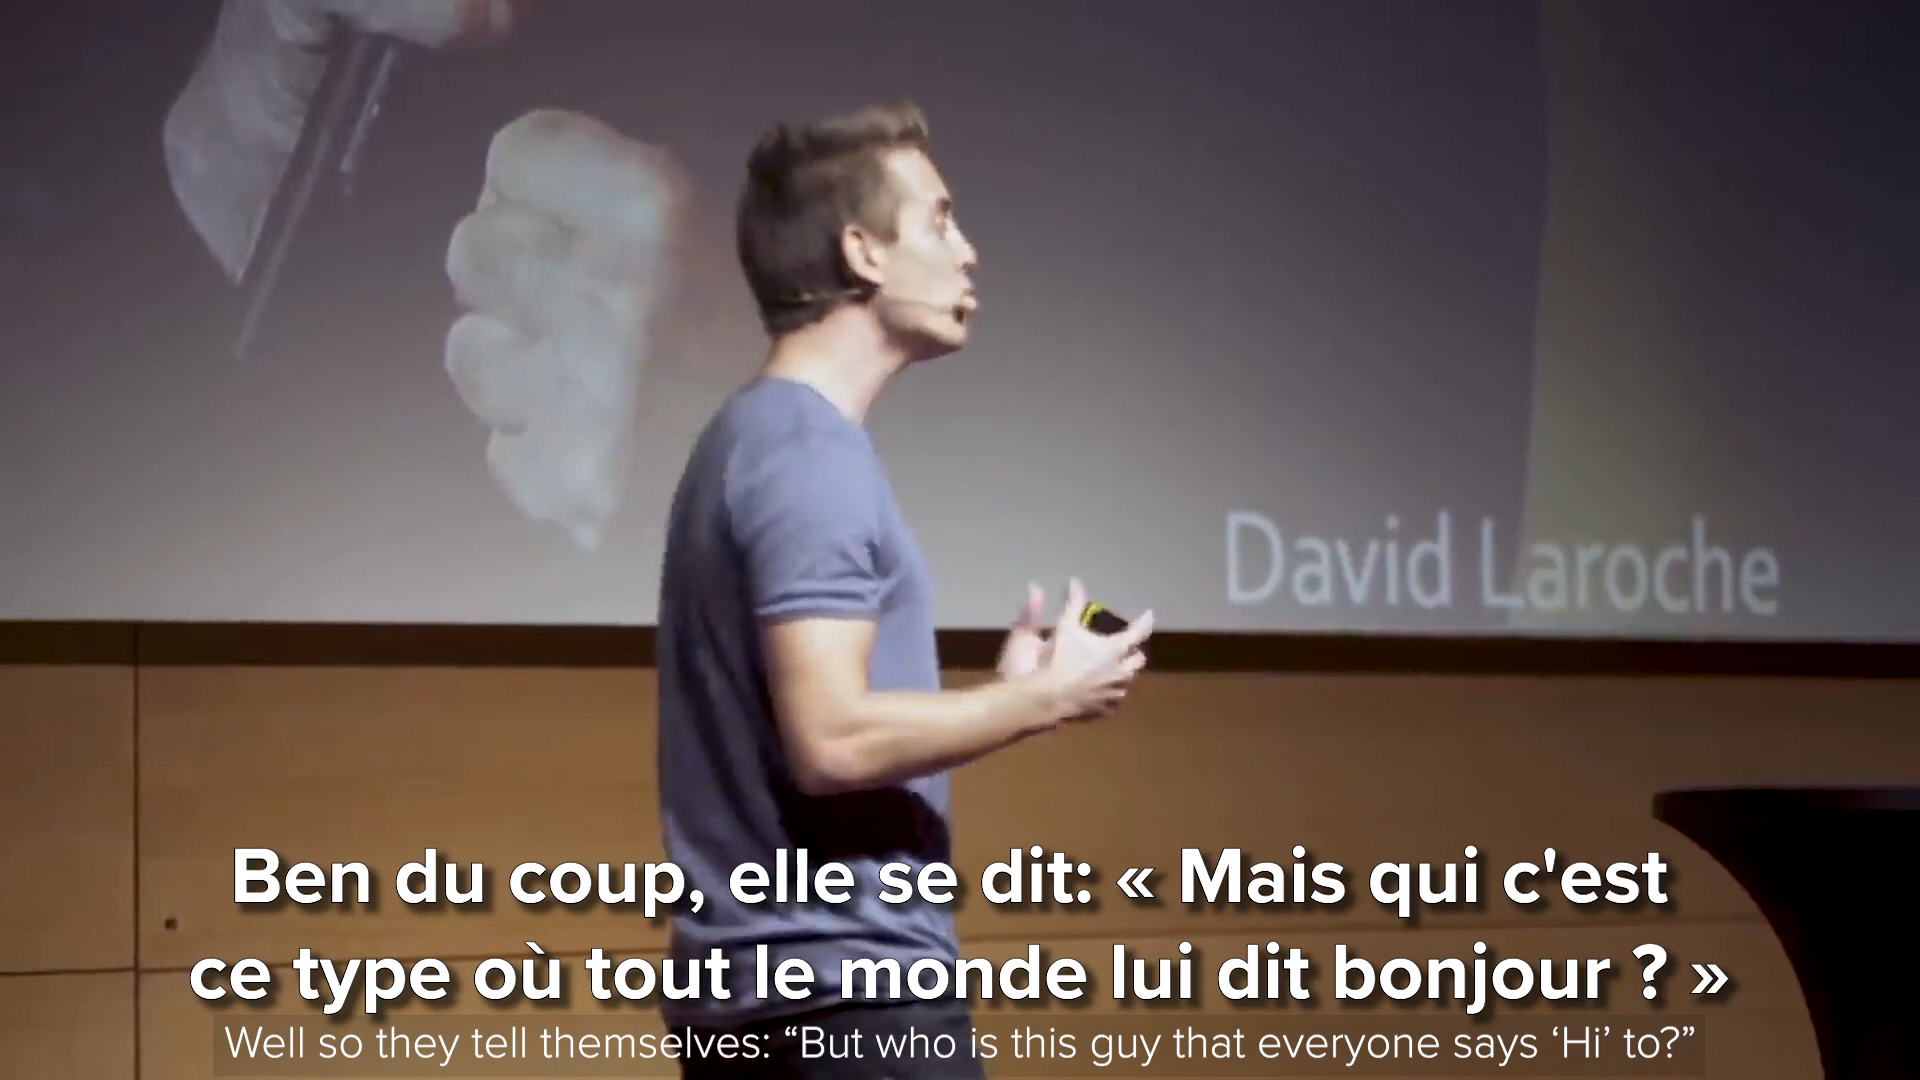 David Laroche
Ben du coup, elle se dit: « Mais qui c'est
ce type où tout le monde lui dit bonjour ? »
Well so they tell themselves: “But who is this guy that everyone says ‘Hi’ to?”